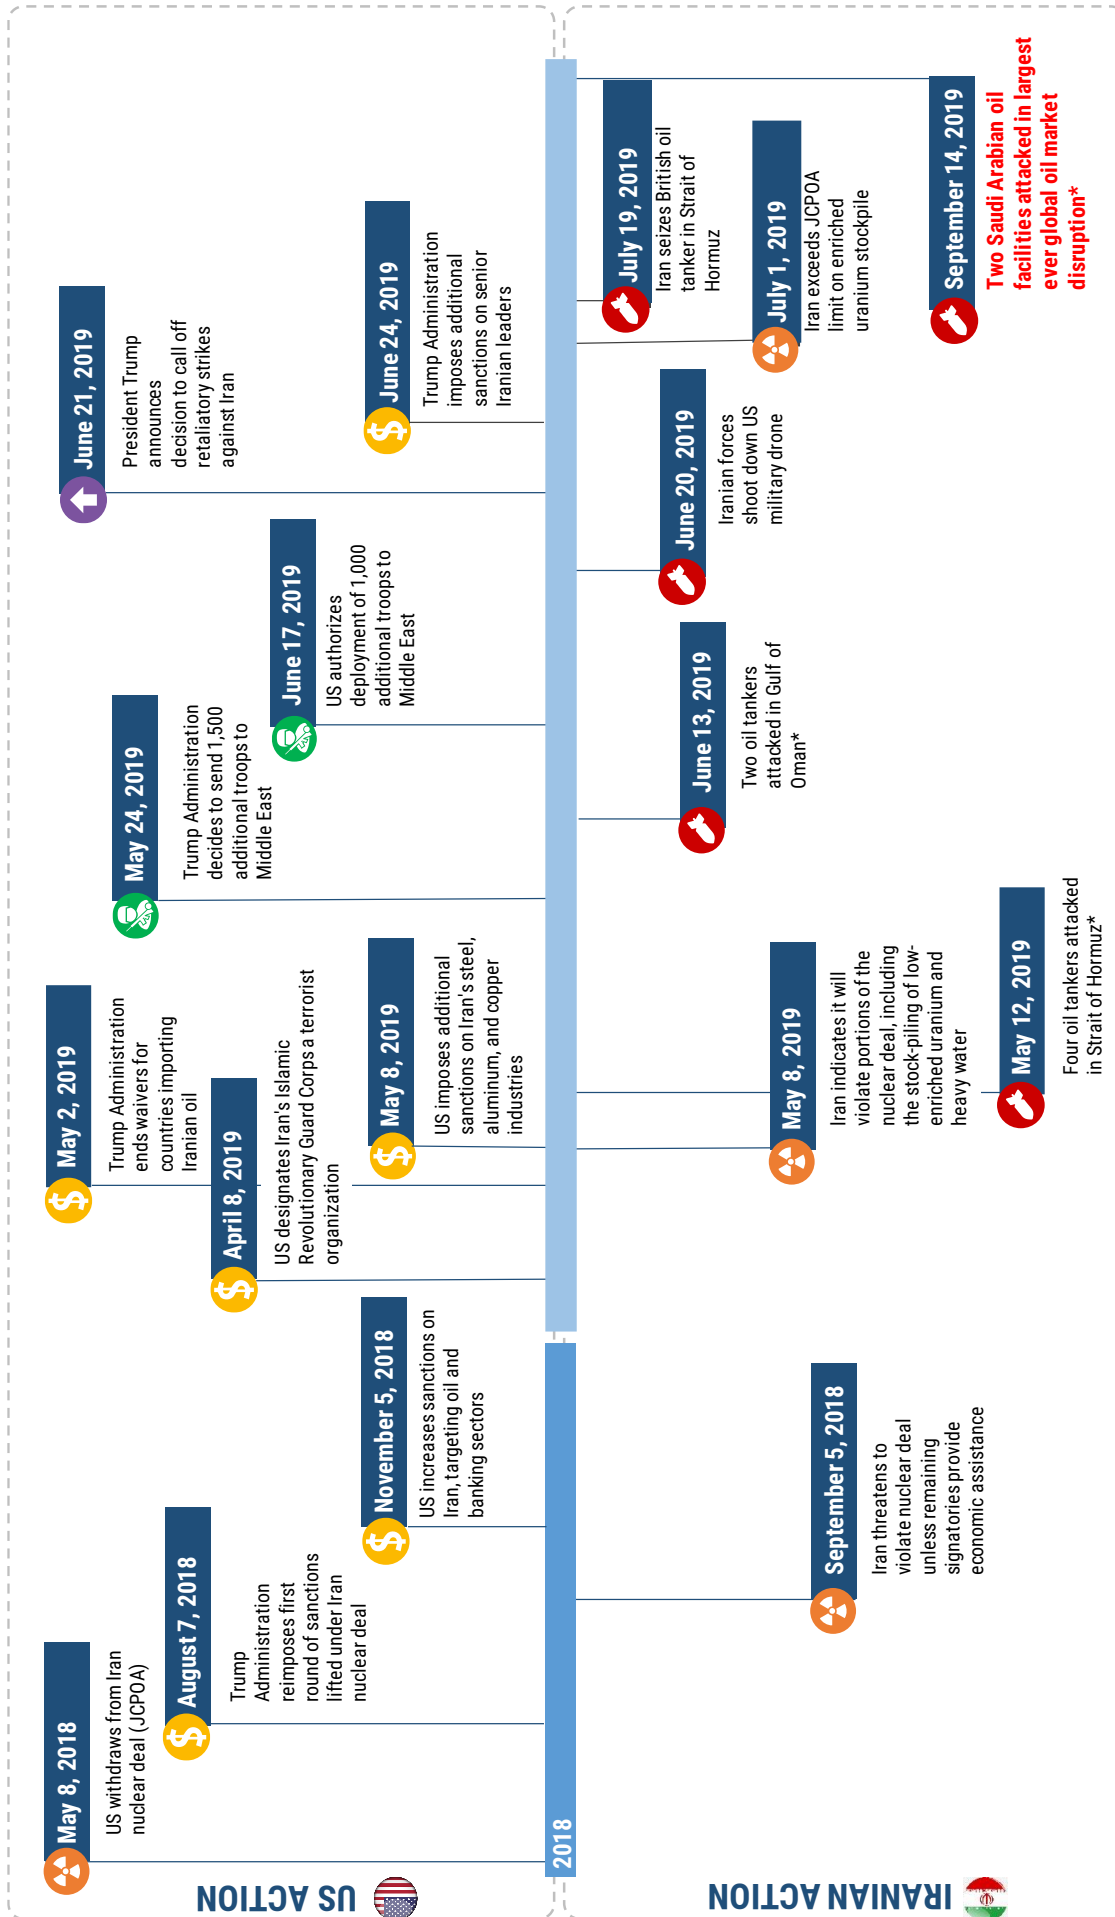 US ACTION
May 8, 2018
US withdraws from Iran
nuclear deal (JCPOA)
August 7, 2018
Trump
Administration
reimposes first
round of sanctions
lifted under Iran
nuclear deal
November 5, 2018
US increases sanctions on
Iran, targeting oil and
banking sectors
April 8, 2019
US designates Iran's Islamic
Revolutionary Guard Corps a terrorist
organization
May 2, 2019
Trump Administration
ends waivers for
countries importing
Iranian oil
May 8, 2019
US imposes additional
sanctions on Iran's steel,
aluminum, and copper
industries
May 24, 2019
Trump Administration
decides to send 1,500
additional troops to
Middle East
June 17, 2019
US authorizes
deployment of 1,000
additional troops to
Middle East
June 21, 2019
President Trump
announces
decision to call off
retaliatory strikes
against Iran
June 24, 2019
Trump Administration
imposes additional
sanctions on senior
Iranian leaders
2018
IRANIAN ACTION
September 5, 2018
Iran threatens to
violate nuclear deal
unless remaining
signatories provide
economic assistance
May 8, 2019
Iran indicates it will
violate portions of the
nuclear deal, including
the stock-piling of low-
enriched uranium and
heavy water
May 12, 2019
Four oil tankers attacked
in Strait of Hormuz*
June 13, 2019
Two oil tankers
attacked in Gulf of
Oman*
June 20, 2019
Iranian forces
shoot down US
military drone
July 1, 2019
Iran exceeds JCPOA
limit on enriched
uranium stockpile
July 19, 2019
Iran seizes British oil
tanker in Strait of
Hormuz
September 14, 2019
Two Saudi Arabian oil
facilities attacked in largest
ever global oil market
disruption*